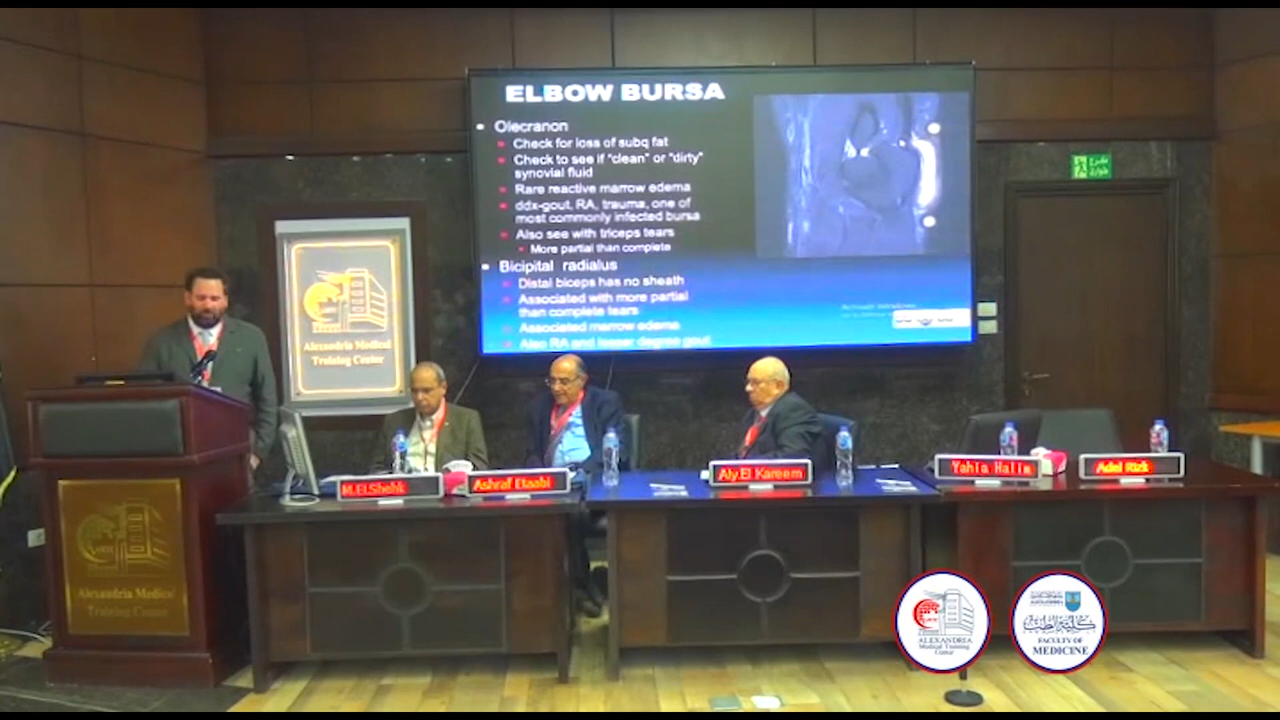 ELBOW BURSA
Olecranon
Check for loss of subq fat
Check to see if "clean" or "dirty"
synovial fluid
Rare reactive marrow edema
ddx-gout, RA, trauma, one of
most commonly infected bursa
Also see with triceps tears
More partial than complete
Bicipital radialus
Distal biceps has no sheath
Associated with more partial
than complete tears
Associated marrow edema
Also RA and lesser degree gout
Alexandria Medical
Training Center
M.ElSheik
Ashraf Etaabi
Aly.El Kareem
Yahia Halim
Adel Rizk
Alexandria Medical
Training Center
ALEXANDRIA
Medical Training
Center
كلية الطب
FACULTY OF
MEDICINE